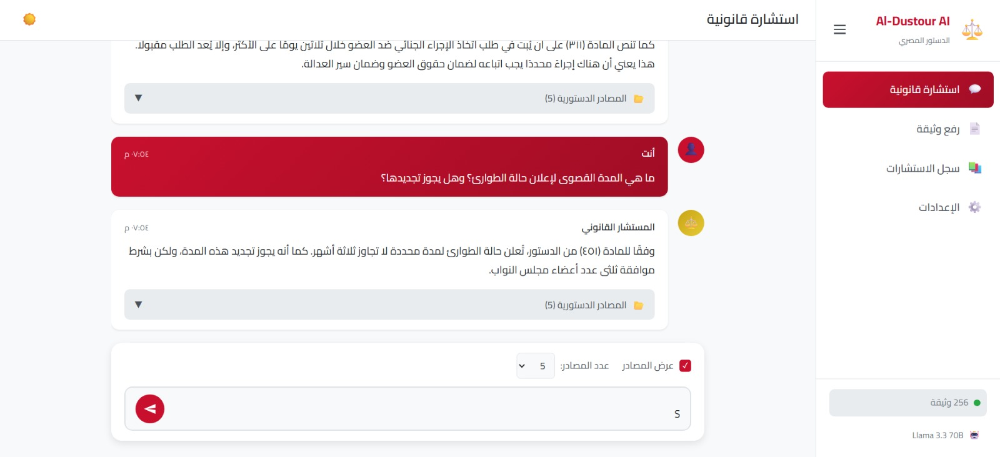 Al-Dustour AI
الدستور المصري
استشارة قانونية
رفع وثيقة
سجل الاستشارات
الإعدادات
256 وثيقة
Llama 3.3 70B
استشارة قانونية
كما تنص المادة (٣١١) على أن يُبت في طلب اتخاذ الإجراء الجنائي ضد العضو خلال ثلاثين يومًا على الأكثر، وإلا يُعد الطلب مقبولا.
هذا يعني أن هناك إجراءً محددًا يجب اتباعه لضمان حقوق العضو وضمان سير العدالة.
المصادر الدستورية (5)
أنت
٠٧:٥٤ م
ما هي المدة القصوى لإعلان حالة الطوارئ؟ وهل يجوز تجديدها؟
المستشار القانوني
٠٧:٥٤ م
وفقًا للمادة (٤٥١) من الدستور، تُعلن حالة الطوارئ لمدة محددة لا تجاوز ثلاثة أشهر. كما أنه يجوز تجديد هذه المدة، ولكن بشرط
موافقة ثلثى عدد أعضاء مجلس النواب.
المصادر الدستورية (5)
عرض المصادر
عدد المصادر: 5
S